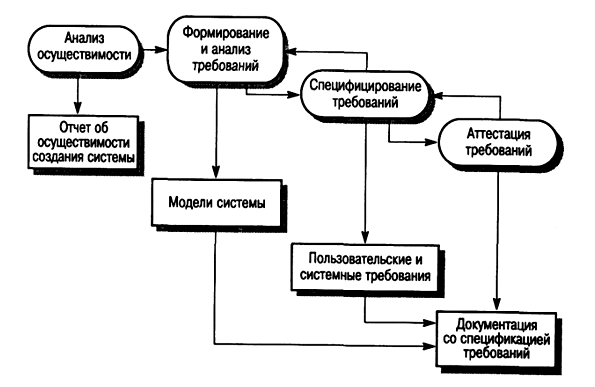 Анализ
осуществимости
Формирование
и анализ
требований
Специфицирование
требований
Аттестация
требований
Отчет об
осуществимости
создания системы
Модели системы
Пользовательские и
системные требования
Документация
со спецификацией
требований